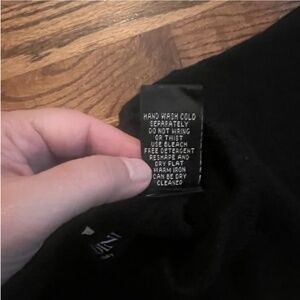 HAND WASH COLD
SEPARATELY
DO NOT WRING
OR TWIST
USE BLEACH
FREE DETERGENT
RESHAPE AND
DRY FLAT
WARM IRON
CAN BE DRY
CLEANED